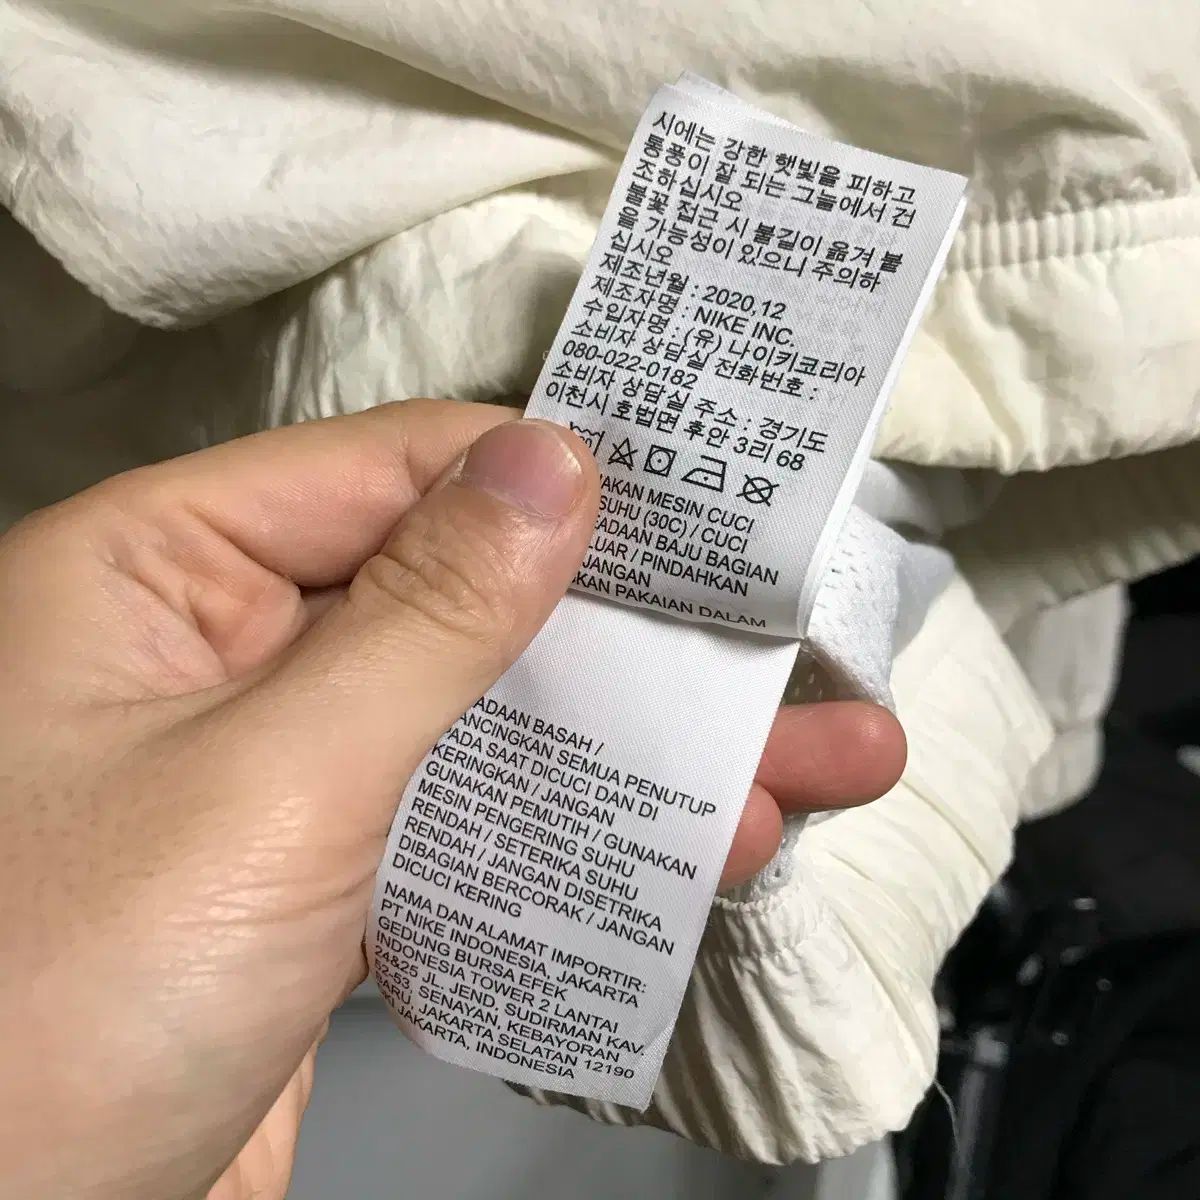 시에는 강한 햇빛을 피하고
통풍이 잘 되는 그늘에서 건
조하십시오
불꽃 접근 시 불길이 옮겨 붙
을 가능성이 있으니 주의하
십시오
제조년월 : 2020,12
제조자명 : NIKE INC.
수입자명 : (유) 나이키코리아
소비자 상담실 전화번호 :
080-022-0182
소비자 상담실 주소 : 경기도
이천시 호법면 후안 3리 68
MESIN CUCI
SUHU (30C) / CUCI
BAJU BAGIAN
/ PINDAHKAN
JANGAN
PAKAIAN DALAM
BASAH /
SEMUA PENUTUP
PADA SAAT DICUCI DAN DI
KERINGKAN / JANGAN
GUNAKAN PEMUTIH / GUNAKAN
MESIN PENGERING SUHU
RENDAH / SETERIKA SUHU
RENDAH / JANGAN DISETRIKA
DIBAGIAN BERCORAK / JANGAN
DICUCI KERING
NAMA DAN ALAMAT IMPORTIR:
PT NIKE INDONESIA, JAKARTA
GEDUNG BURSA EFEK
INDONESIA TOWER 2 LANTAI
24&25 JL. JEND, SUDIRMAN KAV.
52-53, SENAYAN, KEBAYORAN
BARU, JAKARTA SELATAN 12190
JAKARTA, INDONESIA